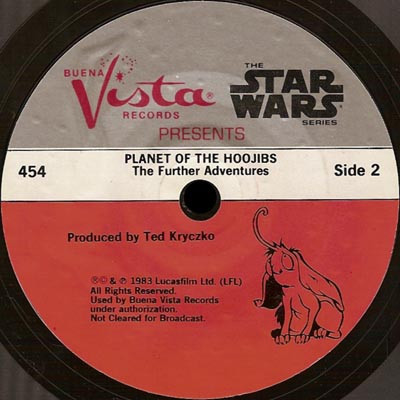 BUENA
Vista®
RECORDS
THE
STAR
WARS®
SERIES
PRESENTS
PLANET OF THE HOOJIBS
454 The Further Adventures Side 2
Produced by Ted Kryczko
®© & ℗ 1983 Lucasfilm Ltd. (LFL)
All Rights Reserved.
Used by Buena Vista Records
under authorization.
Not Cleared for Broadcast.